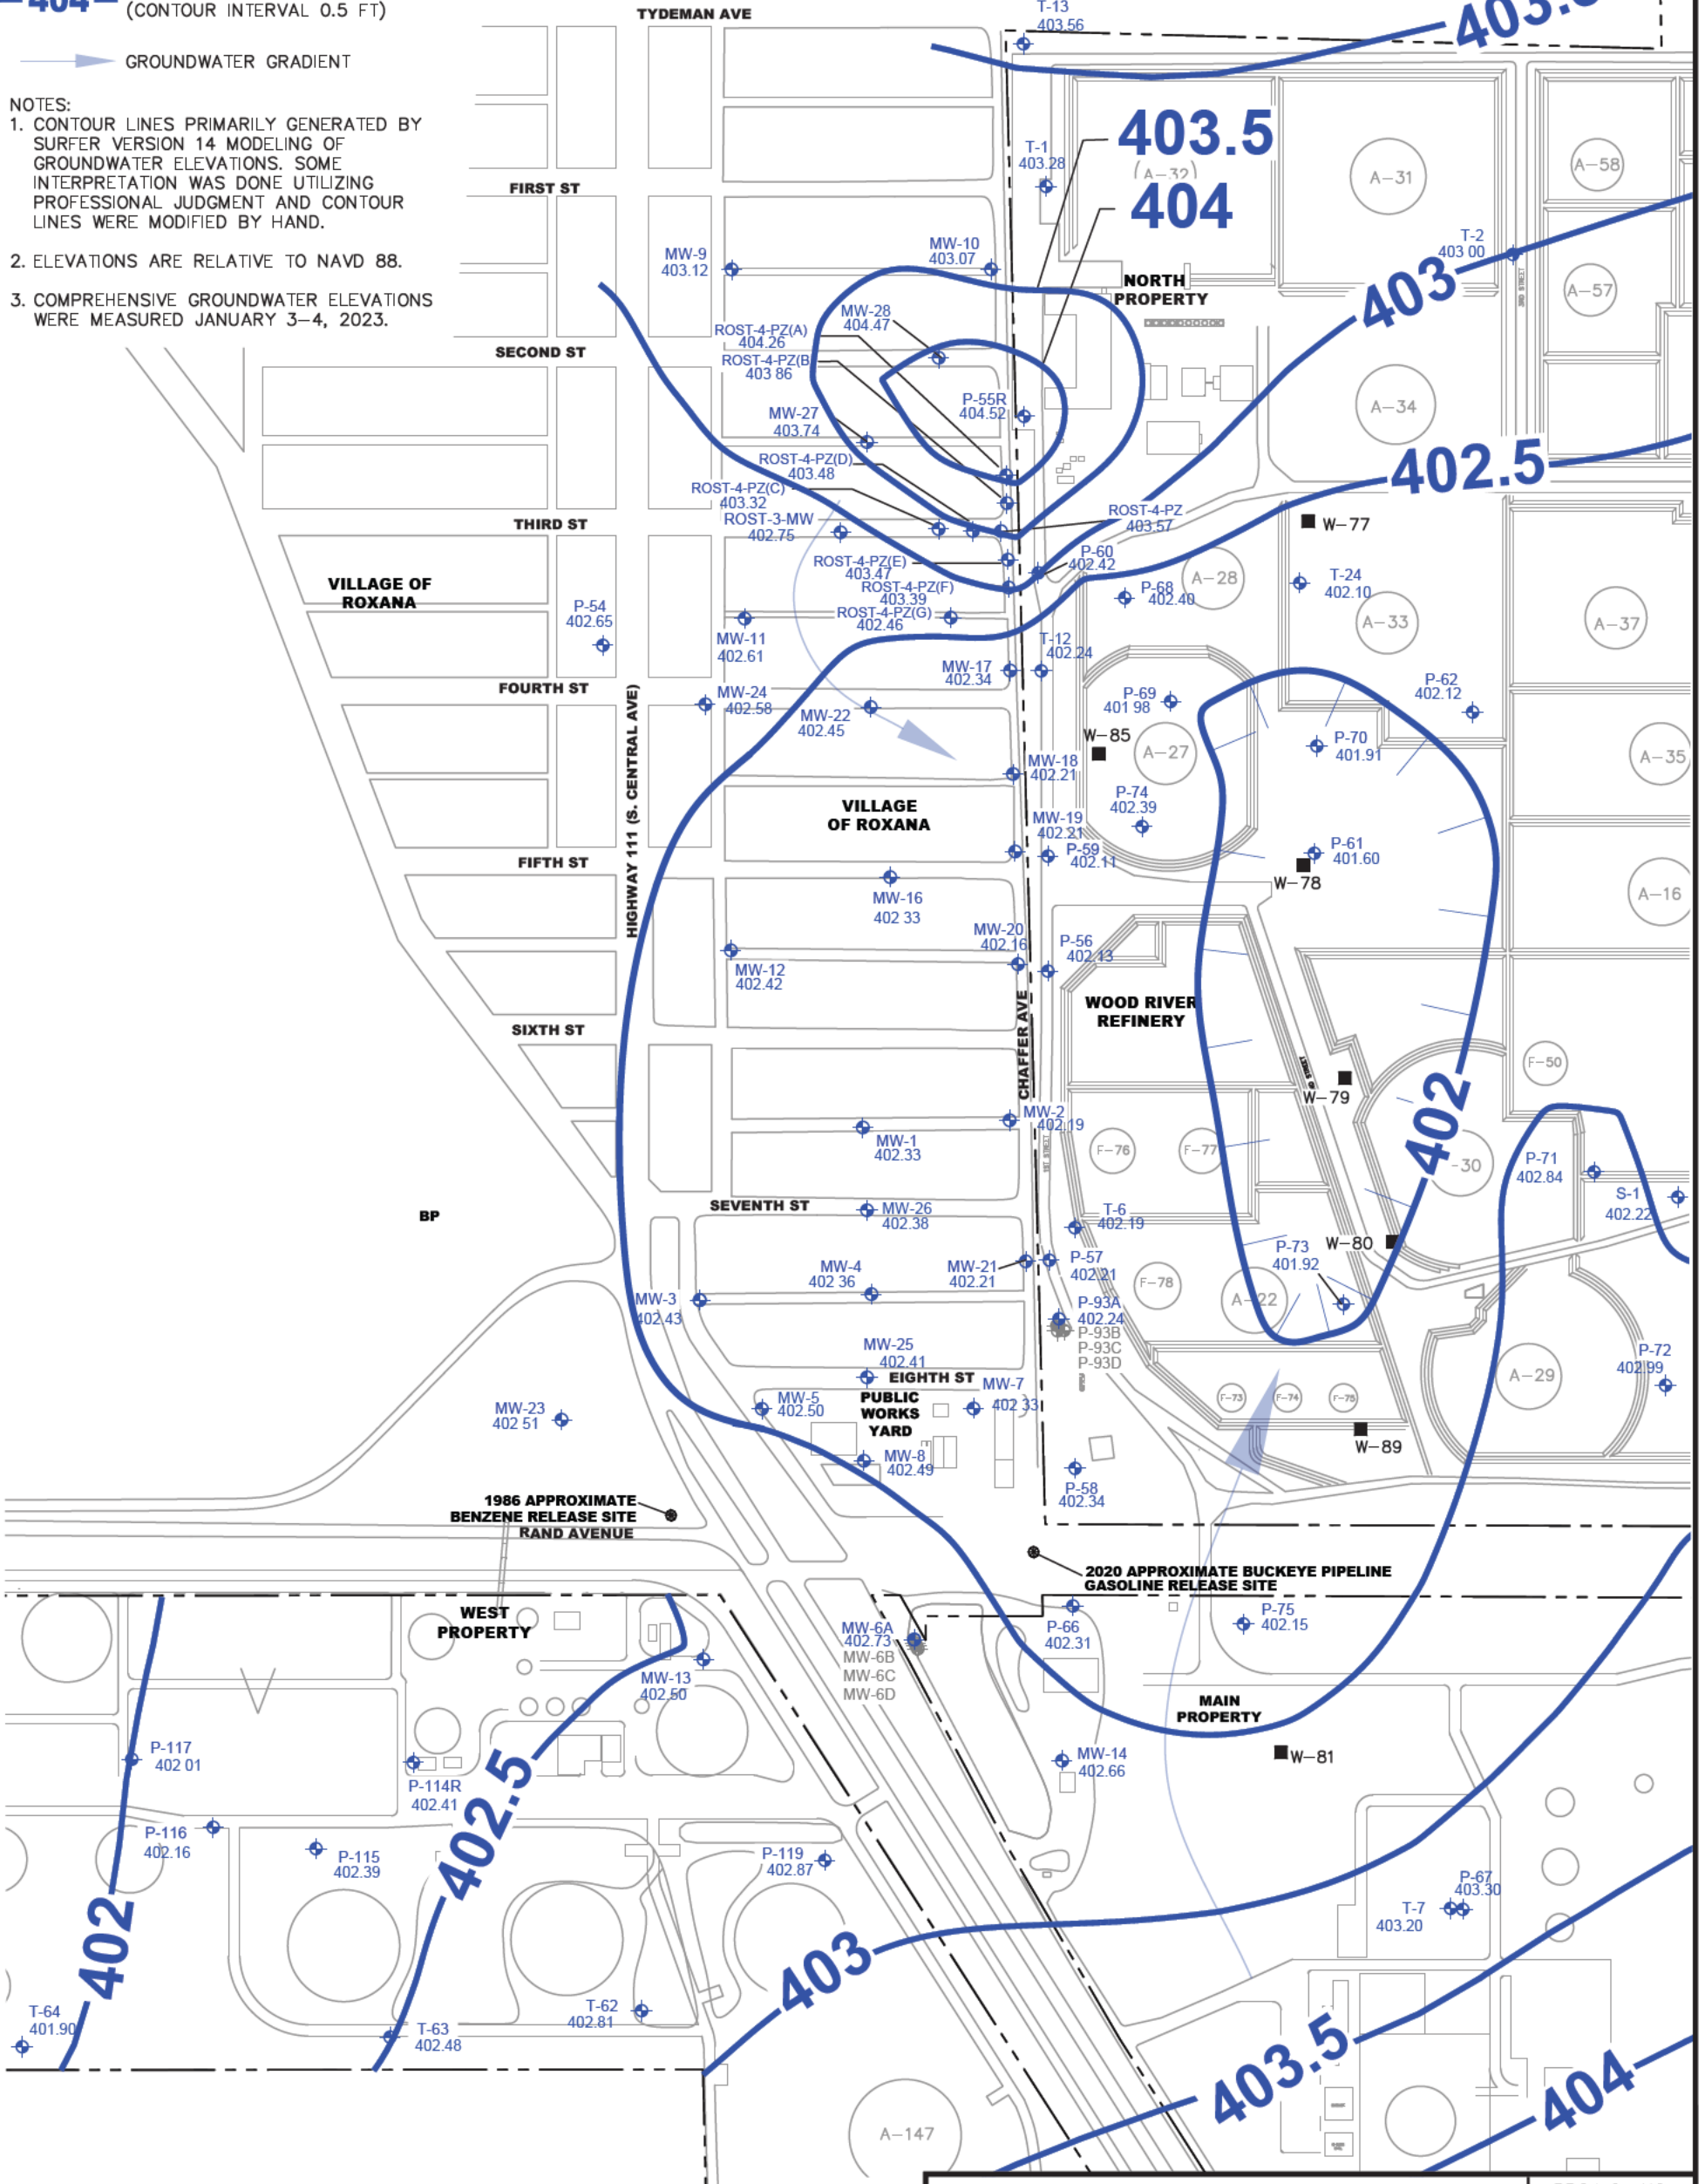 404
(CONTOUR INTERVAL 0.5 FT)
GROUNDWATER GRADIENT
NOTES:
1. CONTOUR LINES PRIMARILY GENERATED BY
SURFER VERSION 14 MODELING OF
GROUNDWATER ELEVATIONS. SOME
INTERPRETATION WAS DONE UTILIZING
PROFESSIONAL JUDGMENT AND CONTOUR
LINES WERE MODIFIED BY HAND.
2. ELEVATIONS ARE RELATIVE TO NAVD 88.
3. COMPREHENSIVE GROUNDWATER ELEVATIONS
WERE MEASURED JANUARY 3–4, 2023.
TYDEMAN AVE
T-13
403.56
403.5
403.5
(A-32)
404
T-1
403.28
A-31
A-58
FIRST ST
MW-9
403.12
MW-10
403.07
T-2
403 00
403
NORTH
PROPERTY
3RD STREET
A-57
MW-28
404.47
ROST-4-PZ(A)
404.26
ROST-4-PZ(B)
403 86
SECOND ST
P-55R
404.52
A-34
MW-27
403.74
ROST-4-PZ(D)
403.48
402.5
ROST-4-PZ(C)
403.32
ROST-3-MW
402.75
ROST-4-PZ
403.57
THIRD ST
W-77
P-60
402.42
ROST-4-PZ(E)
403.47
ROST-4-PZ(F)
403.39
ROST-4-PZ(G)
402.46
P-68
402.40
A-28
T-24
402.10
A-33
A-37
VILLAGE OF
ROXANA
P-54
402.65
MW-11
402.61
T-12
402.24
MW-17
402.34
FOURTH ST
MW-24
402.58
MW-22
402.45
P-69
401 98
P-62
402.12
W-85
A-27
P-70
401.91
A-35
HIGHWAY 111 (S. CENTRAL AVE)
MW-18
402.21
VILLAGE
OF ROXANA
P-74
402.39
MW-19
402.21
P-59
402.11
P-61
401.60
FIFTH ST
W-78
MW-16
402 33
A-16
MW-20
402.16
P-56
402.13
MW-12
402.42
CHAFFER AVE
WOOD RIVER
REFINERY
SIXTH ST
F-50
W-79
402
MW-2
402.19
MW-1
402.33
1ST STREET
F-76
F-77
-30
P-71
402.84
S-1
402.22
SEVENTH ST
BP
MW-26
402.38
T-6
402.19
P-73
401.92
W-80
MW-4
402 36
MW-21
402.21
P-57
402.21
F-78
A-22
MW-3
402.43
P-93A
402.24
P-93B
P-93C
P-93D
MW-25
402.41
EIGHTH ST
P-72
402.99
A-29
MW-23
402 51
MW-5
402.50
PUBLIC
WORKS
YARD
MW-7
402 33
F-73
F-74
F-75
W-89
MW-8
402.49
P-58
402.34
1986 APPROXIMATE
BENZENE RELEASE SITE
RAND AVENUE
2020 APPROXIMATE BUCKEYE PIPELINE
GASOLINE RELEASE SITE
WEST
PROPERTY
MW-6A
402.73
MW-6B
MW-6C
MW-6D
P-66
402.31
P-75
402.15
MW-13
402.50
MAIN
PROPERTY
P-117
402 01
P-114R
402.41
402.5
MW-14
402.66
W-81
P-116
402.16
P-115
402.39
P-119
402.87
P-67
403.30
T-7
403.20
402
403
T-64
401.90
T-63
402.48
T-62
402.81
403.5
404
A-147